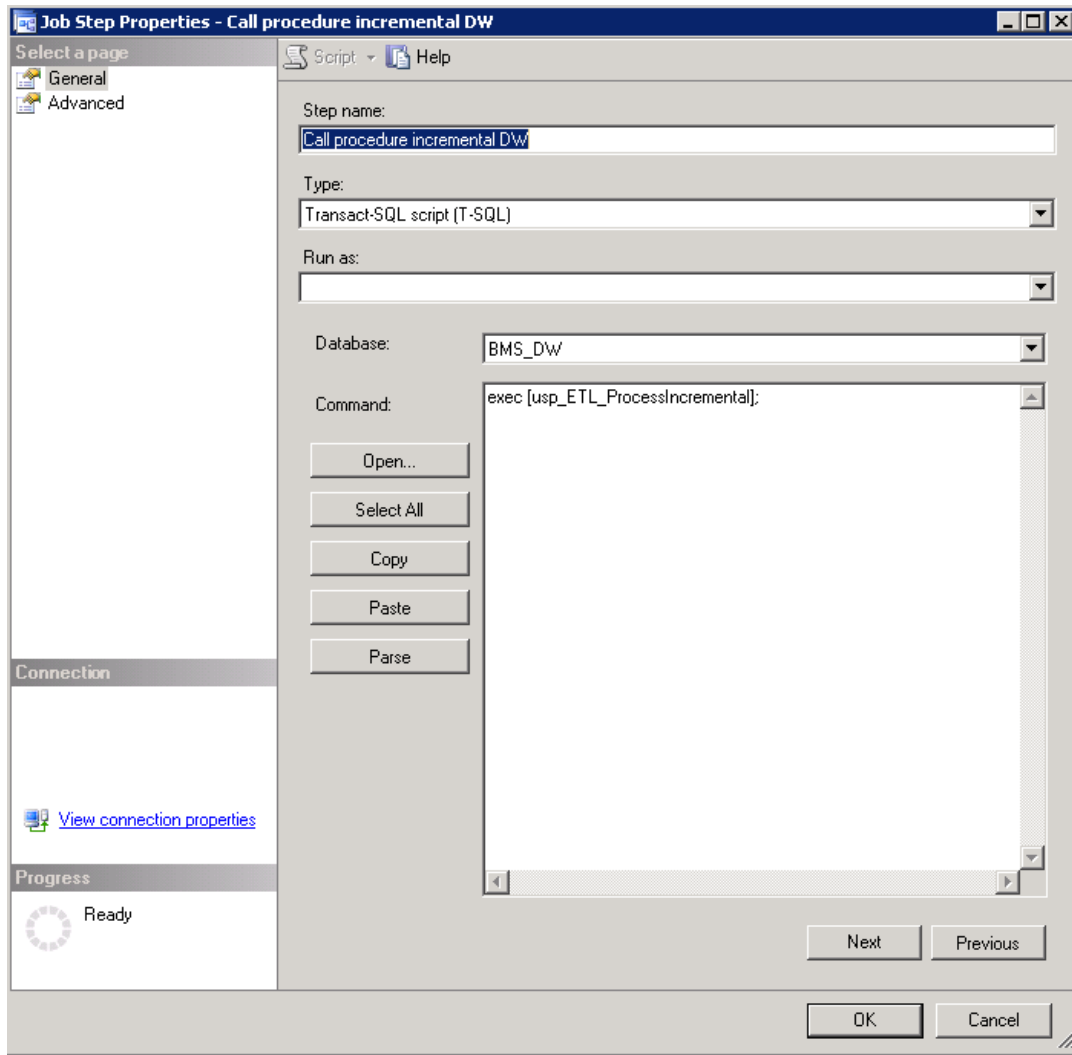 Job Step Properties - Call procedure incremental DW
Select a page
General
Advanced
Script
Help
Step name:
Call procedure incremental DW
Type:
Transact-SQL script (T-SQL)
Run as:
Database:
BMS_DW
Command:
exec [usp_ETL_ProcessIncremental];
Open...
Select All
Copy
Paste
Parse
Connection
View connection properties
Progress
Ready
Next
Previous
OK
Cancel